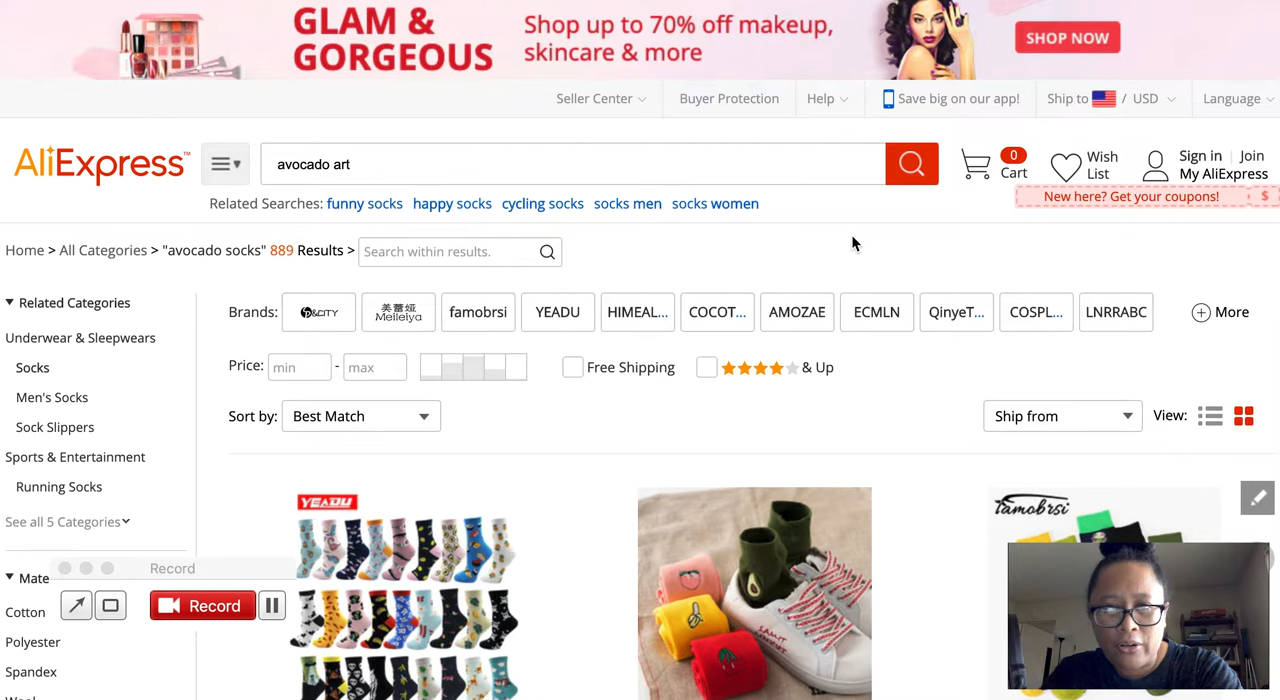 GLAM &
GORGEOUS
Shop up to 70% off makeup,
skincare & more
SHOP NOW
Seller Center
Buyer Protection
Help
Save big on our app!
Ship to / USD
Language
AliExpress™
avocado art
0
Cart
Wish
List
Sign in | Join
My AliExpress
New here? Get your coupons! $
Related Searches: funny socks happy socks cycling socks socks men socks women
Home > All Categories > "avocado socks" 889 Results > Search within results.
Related Categories
Underwear & Sleepwears
Socks
Men's Socks
Sock Slippers
Sports & Entertainment
Running Socks
See all 5 Categories
Brands: famobrsi YEADU HIMEAL... COCOT... AMOZAE ECMLN QinyeT... COSPL... LNRRABC More
美蕾娅
Meileiya
Price: min - max Free Shipping & Up
Sort by: Best Match
Ship from
View:
YEADU
famobrsi
Mate
Cotton
Polyester
Spandex
Record
Record